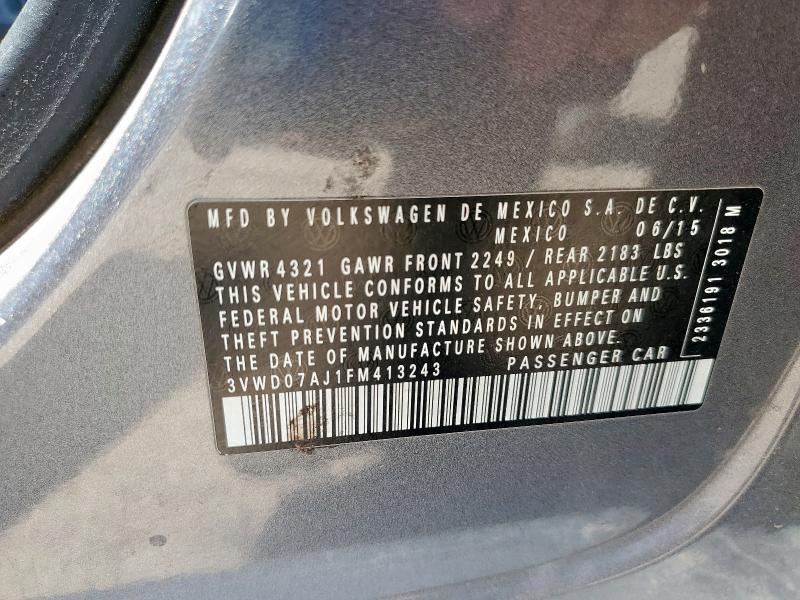 MFD BY VOLKSWAGEN DE MEXICO S.A. DE C.V.
MEXICO 06/15
GVWR 4321 GAWR FRONT 2249 / REAR 2183 LBS
THIS VEHICLE CONFORMS TO ALL APPLICABLE U.S.
FEDERAL MOTOR VEHICLE SAFETY, BUMPER AND
THEFT PREVENTION STANDARDS IN EFFECT ON
THE DATE OF MANUFACTURE SHOWN ABOVE.
3VWD07AJ1FM413243 PASSENGER CAR
2336191 3018 M